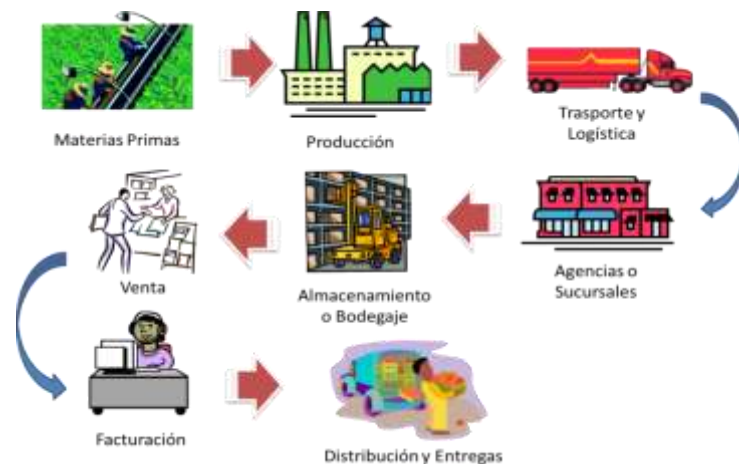 Materias Primas
Producción
Trasporte y
Logística
Agencias o
Sucursales
Almacenamiento
o Bodegaje
Venta
Facturación
Distribución y Entregas